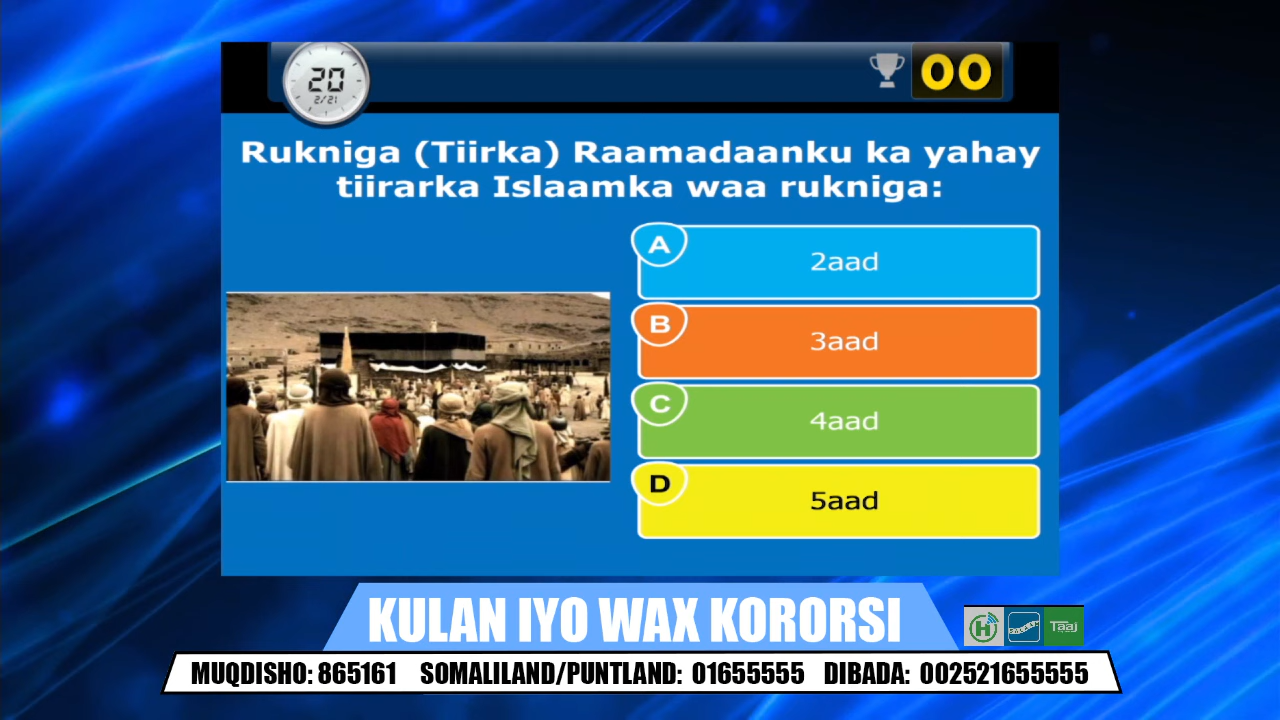 20
2/21
00
Rukniga (Tiirka) Raamadaanku ka yahay
tiirarka Islaamka waa rukniga:
A
2aad
B
3aad
C
4aad
D
5aad
KULAN IYO WAX KORORSI
Taaj
MUQDISHO: 865161 SOMALILAND/PUNTLAND: 01655555 DIBADA: 002521655555